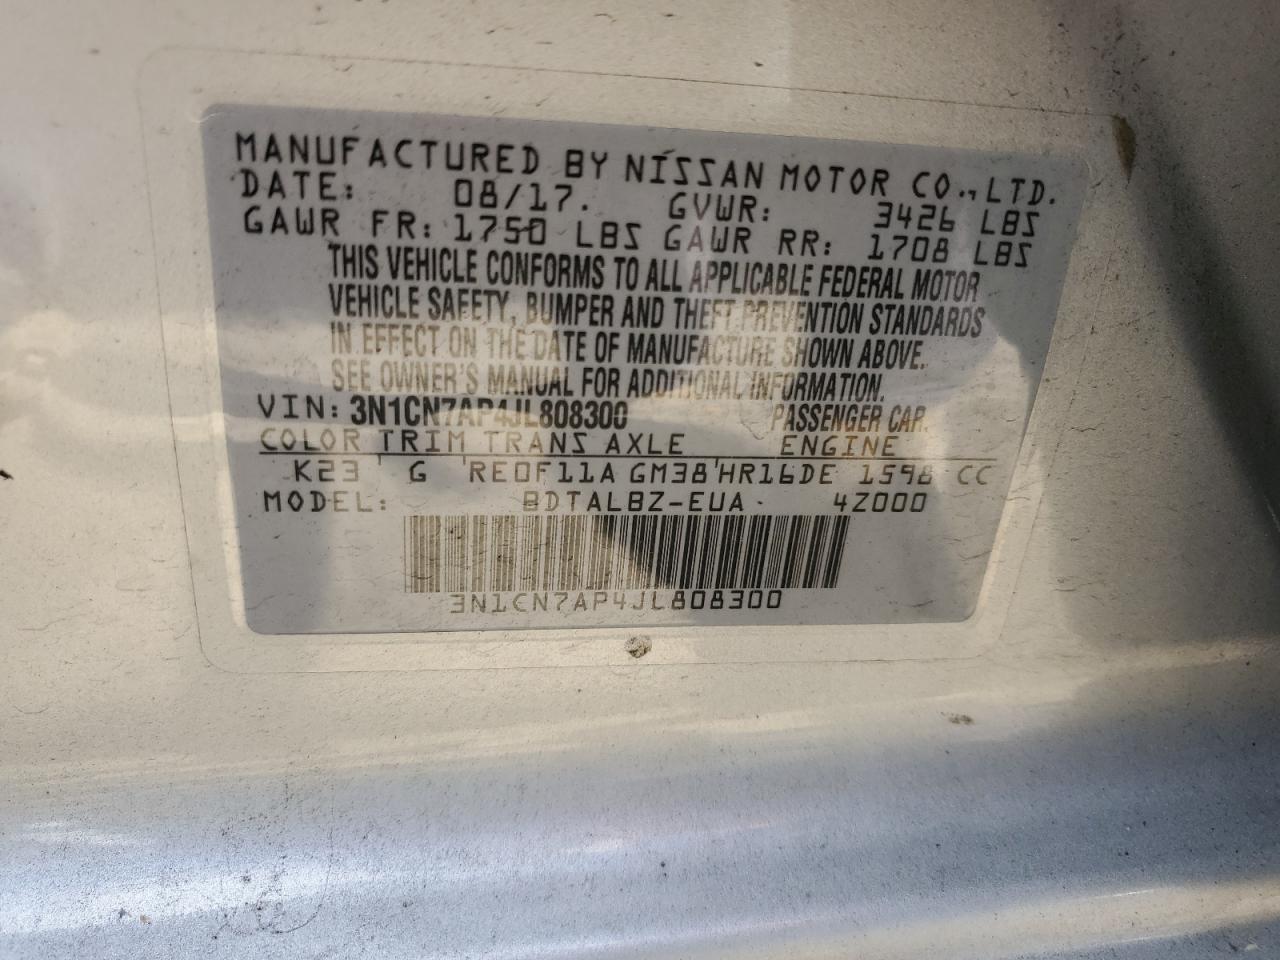 MANUFACTURED BY NISSAN MOTOR CO., LTD.
DATE: 08/17. GVWR: 3426 LBS
GAWR FR: 1750 LBS GAWR RR: 1708 LBS
THIS VEHICLE CONFORMS TO ALL APPLICABLE FEDERAL MOTOR
VEHICLE SAFETY, BUMPER AND THEFT PREVENTION STANDARDS
IN EFFECT ON THE DATE OF MANUFACTURE SHOWN ABOVE.
SEE OWNER'S MANUAL FOR ADDITIONAL INFORMATION.
VIN: 3N1CN7AP4JL808300 PASSENGER CAR.
COLOR TRIM TRANS AXLE ENGINE
K23 G RE0F11A GM38 HR16DE 1598 CC
MODEL: BDTALBZ-EUA- 4Z000
3N1CN7AP4JL808300